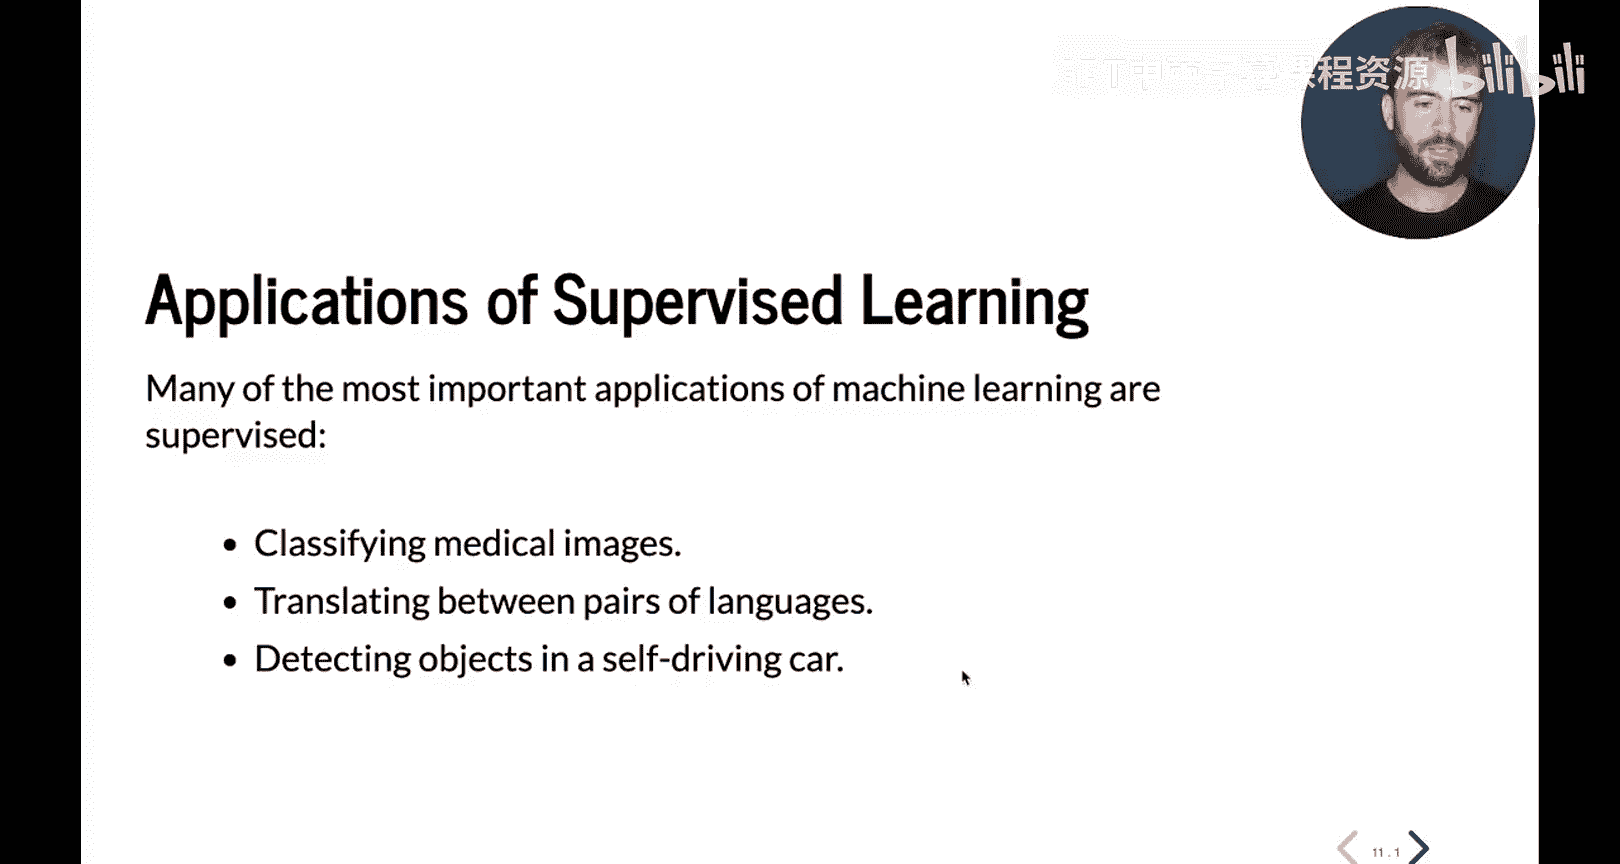 课程资源 bilibili
Applications of Supervised Learning
Many of the most important applications of machine learning are
supervised:
• Classifying medical images.
• Translating between pairs of languages.
• Detecting objects in a self-driving car.
11.1